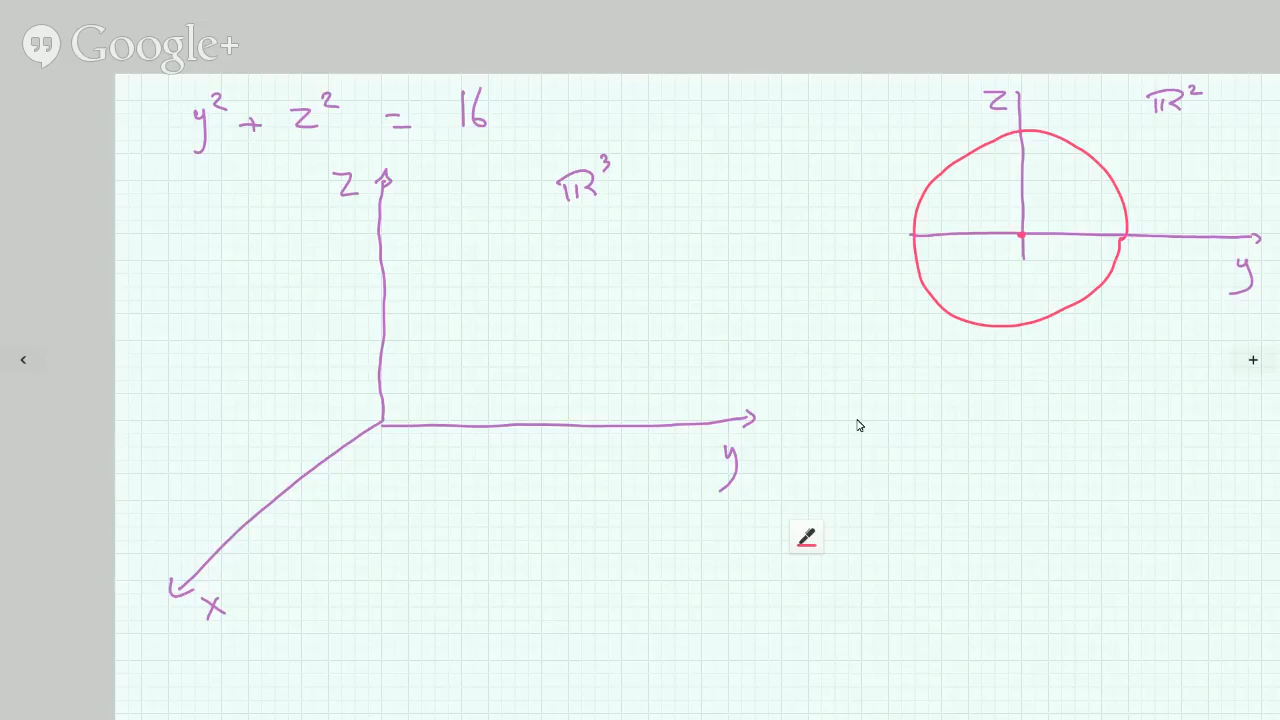 Google+
y² + z² = 16
z ℝ³
y
x
z ℝ²
y